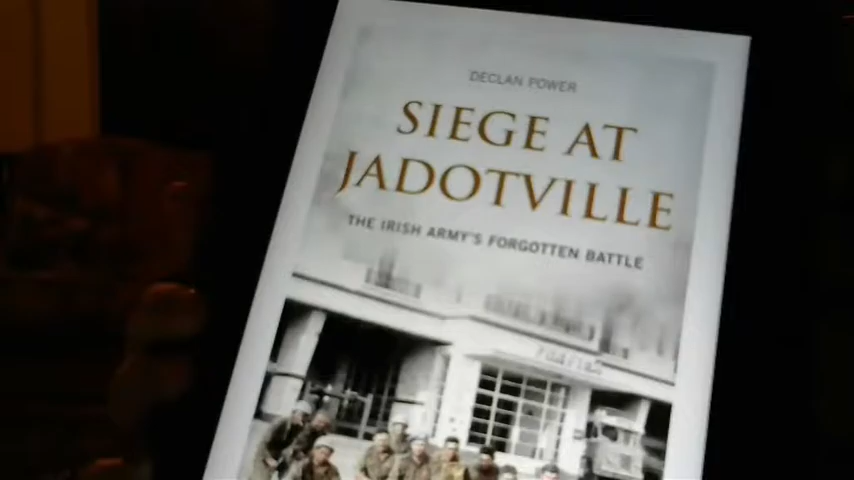 DECLAN POWER
SIEGE AT
JADOTVILLE
THE IRISH ARMY'S FORGOTTEN BATTLE